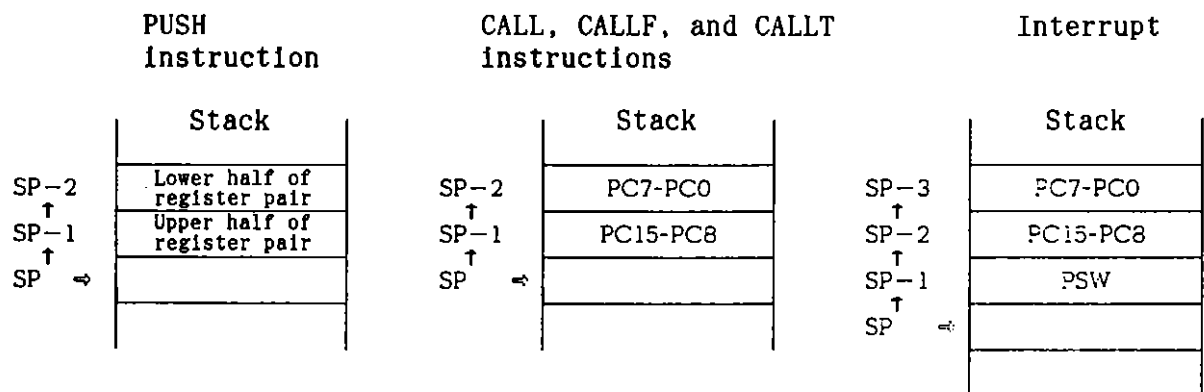 PUSH instruction
CALL, CALLF, and CALLT instructions
Interrupt
Stack
SP-2 Lower half of register pair
↑
SP-1 Upper half of register pair
↑
SP ⇒
Stack
SP-2 PC7-PC0
↑
SP-1 PC15-PC8
↑
SP ⇒
Stack
SP-3 PC7-PC0
↑
SP-2 PC15-PC8
↑
SP-1 PSW
↑
SP ⇒